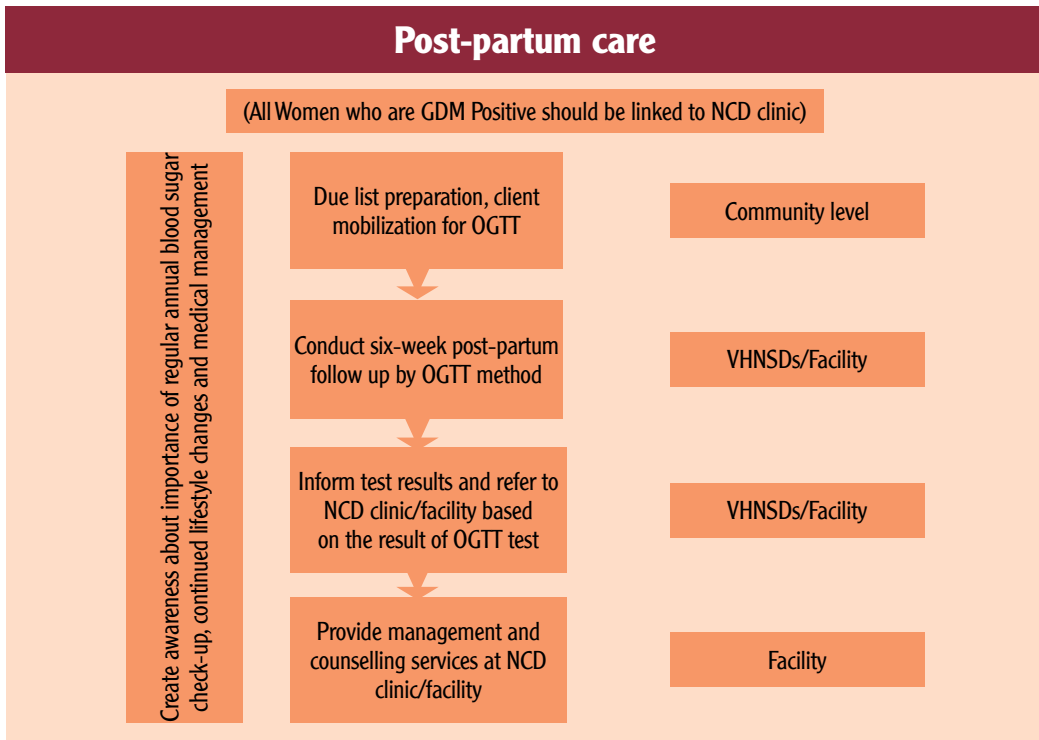 Post-partum care
(All Women who are GDM Positive should be linked to NCD clinic)
Create awareness about importance of regular annual blood sugar
check-up, continued lifestyle changes and medical management
Due list preparation, client
mobilization for OGTT
Community level
Conduct six-week post-partum
follow up by OGTT method
VHNSDs/Facility
Inform test results and refer to
NCD clinic/facility based
on the result of OGTT test
VHNSDs/Facility
Provide management and
counselling services at NCD
clinic/facility
Facility